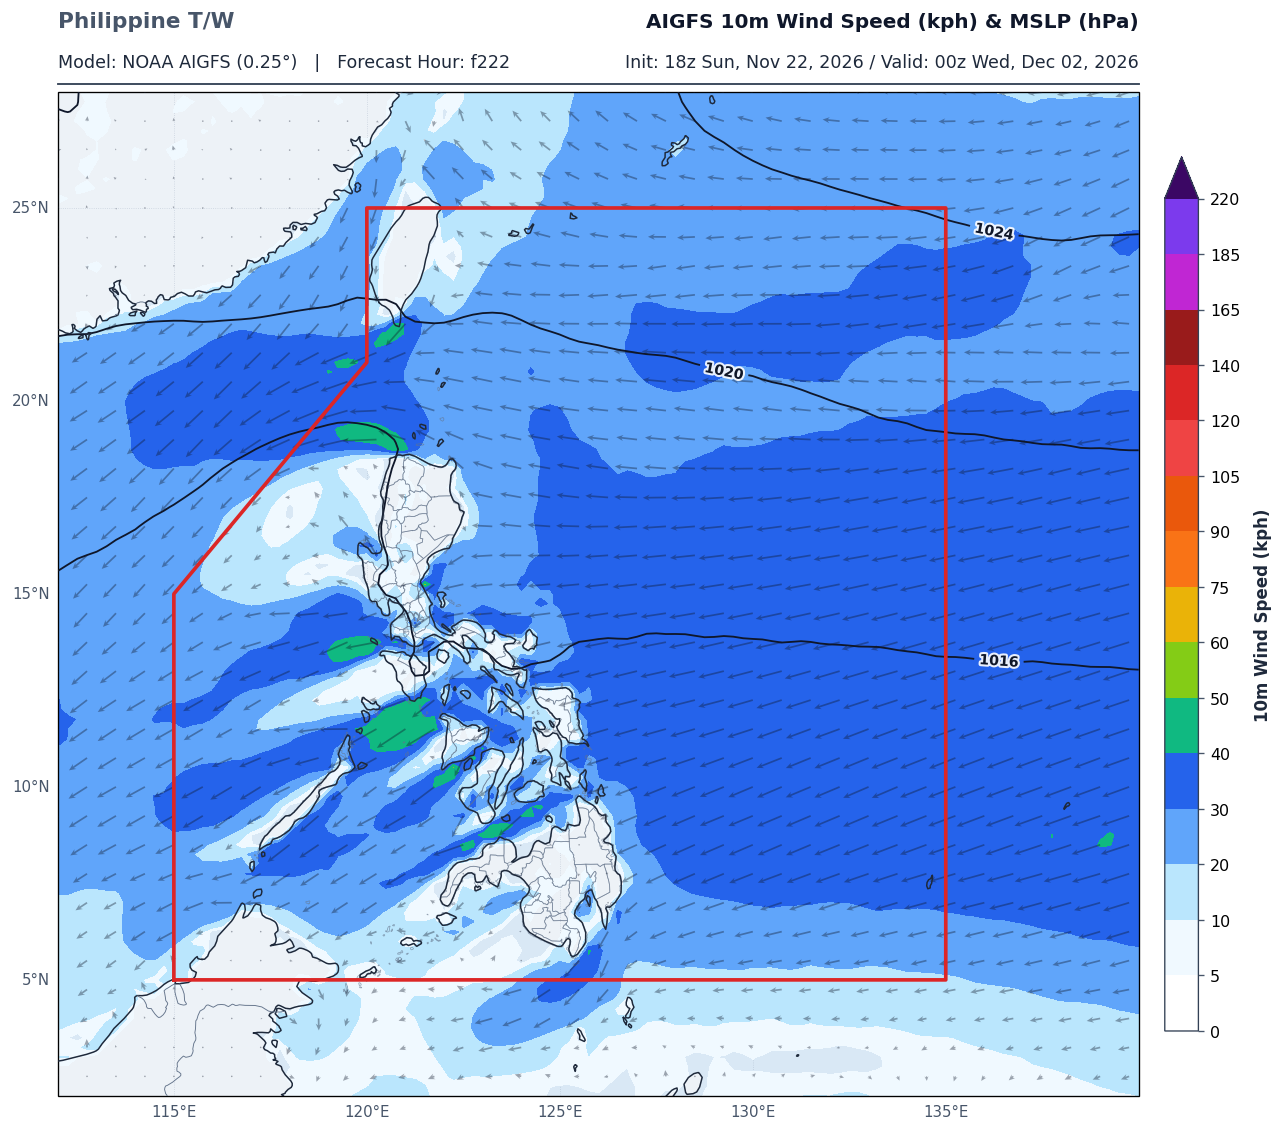 Philippine T/W
AIGFS 10m Wind Speed (kph) & MSLP (hPa)
Model: NOAA AIGFS (0.25°)   |   Forecast Hour: f222
Init: 18z Sun, Nov 22, 2026 / Valid: 00z Wed, Dec 02, 2026
25°N
20°N
15°N
10°N
5°N
115°E
120°E
125°E
130°E
135°E
1024
1020
1016
220
185
165
140
120
105
90
75
60
50
40
30
20
10
5
0
10m Wind Speed (kph)